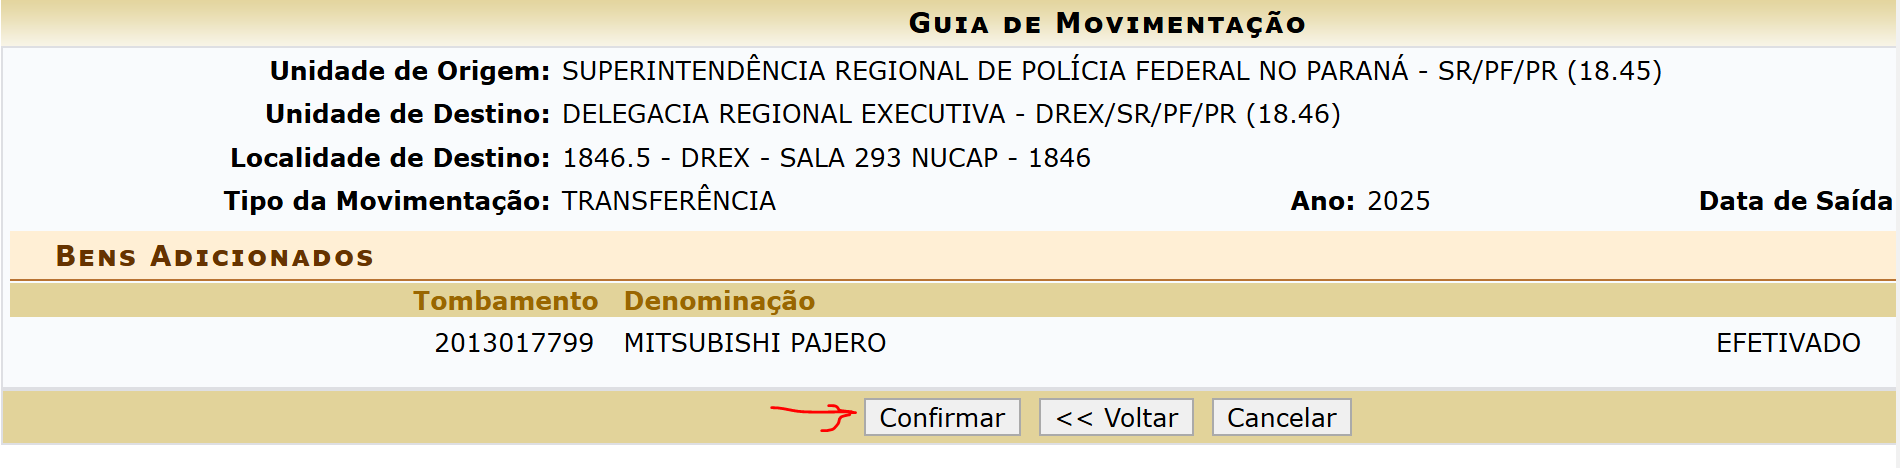 GUIA DE MOVIMENTAÇÃO
Unidade de Origem: SUPERINTENDÊNCIA REGIONAL DE POLÍCIA FEDERAL NO PARANÁ - SR/PF/PR (18.45)
Unidade de Destino: DELEGACIA REGIONAL EXECUTIVA - DREX/SR/PF/PR (18.46)
Localidade de Destino: 1846.5 - DREX - SALA 293 NUCAP - 1846
Tipo da Movimentação: TRANSFERÊNCIA Ano: 2025 Data de Saída
BENS ADICIONADOS
Tombamento Denominação
2013017799 MITSUBISHI PAJERO EFETIVADO
Confirmar << Voltar Cancelar